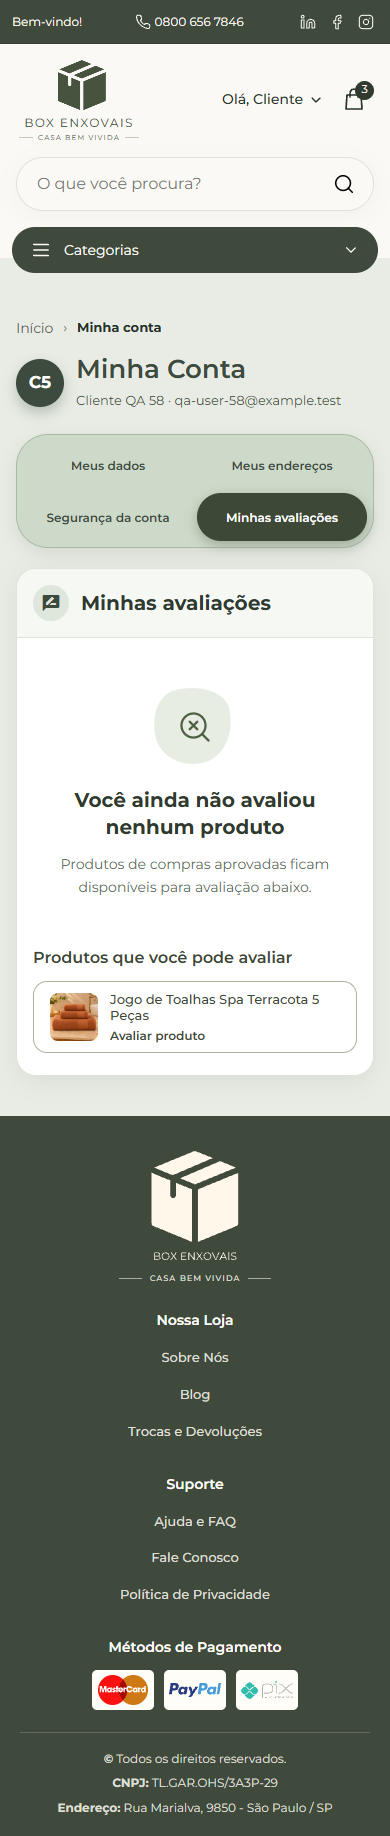 Bem-vindo!
0800 656 7846
BOX ENXOVAIS
CASA BEM VIVIDA
Olá, Cliente
3
O que você procura?
Categorias
Início › Minha conta
C5
Minha Conta
Cliente QA 58 · qa-user-58@example.test
Meus dados
Meus endereços
Segurança da conta
Minhas avaliações
Minhas avaliações
Você ainda não avaliou
nenhum produto
Produtos de compras aprovadas ficam
disponíveis para avaliação abaixo.
Produtos que você pode avaliar
Jogo de Toalhas Spa Terracota 5
Peças
Avaliar produto
BOX ENXOVAIS
CASA BEM VIVIDA
Nossa Loja
Sobre Nós
Blog
Trocas e Devoluções
Suporte
Ajuda e FAQ
Fale Conosco
Política de Privacidade
Métodos de Pagamento
MasterCard
PayPal
pix
© Todos os direitos reservados.
CNPJ: TL.GAR.OHS/3A3P-29
Endereço: Rua Marialva, 9850 - São Paulo / SP